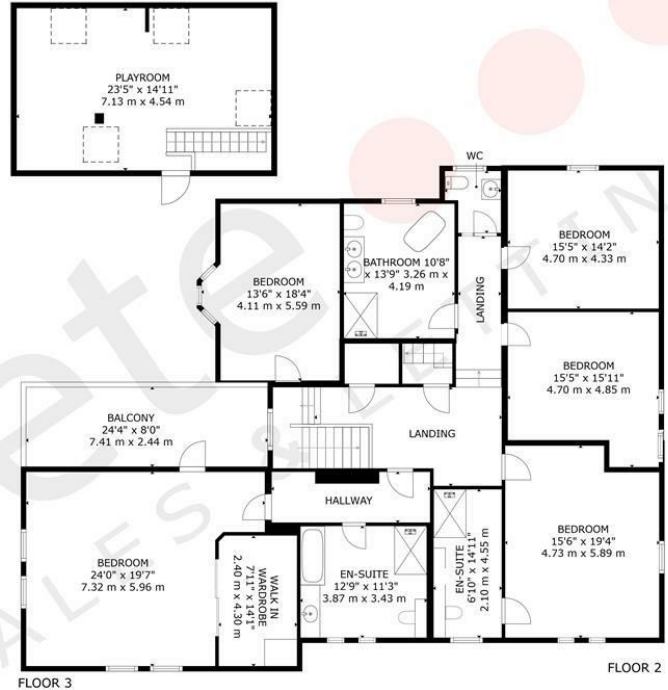 PLAYROOM
23'5" x 14'11"
7.13 m x 4.54 m
WC
BEDROOM
13'6" x 18'4"
4.11 m x 5.59 m
BATHROOM 10'8"
x 13'9" 3.26 m x
4.19 m
LANDING
BEDROOM
15'5" x 14'2"
4.70 m x 4.33 m
BEDROOM
15'5" x 15'11"
4.70 m x 4.85 m
BALCONY
24'4" x 8'0"
7.41 m x 2.44 m
LANDING
HALLWAY
BEDROOM
24'0" x 19'7"
7.32 m x 5.96 m
WALK IN
WARDROBE
7'11" x 14'1"
2.40 m x 4.30 m
EN-SUITE
12'9" x 11'3"
3.87 m x 3.43 m
EN-SUITE
6'10" x 14'11"
2.10 m x 4.55 m
BEDROOM
15'6" x 19'4"
4.73 m x 5.89 m
FLOOR 3
FLOOR 2
ete
ALES & LETTIN